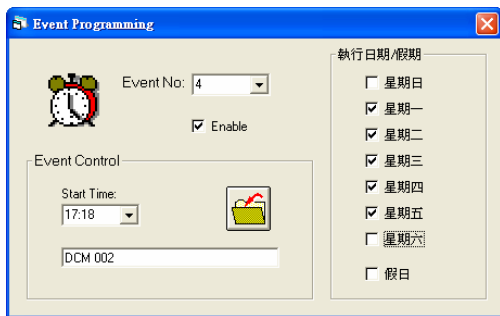 Event Programming
Event No: 4
Enable
Event Control
Start Time:
17:18
DCM 002
執行日期/假期
星期日
星期一
星期二
星期三
星期四
星期五
星期六
假日